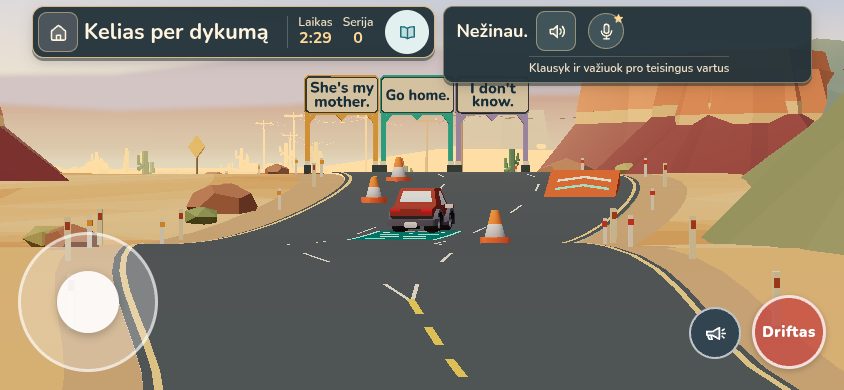 Kelias per dykumą
Laikas
2:29
Serija
0
Nežinau.
Klausyk ir važiuok pro teisingus vartus
She's my
mother.
Go home.
I don't
know.
Driftas